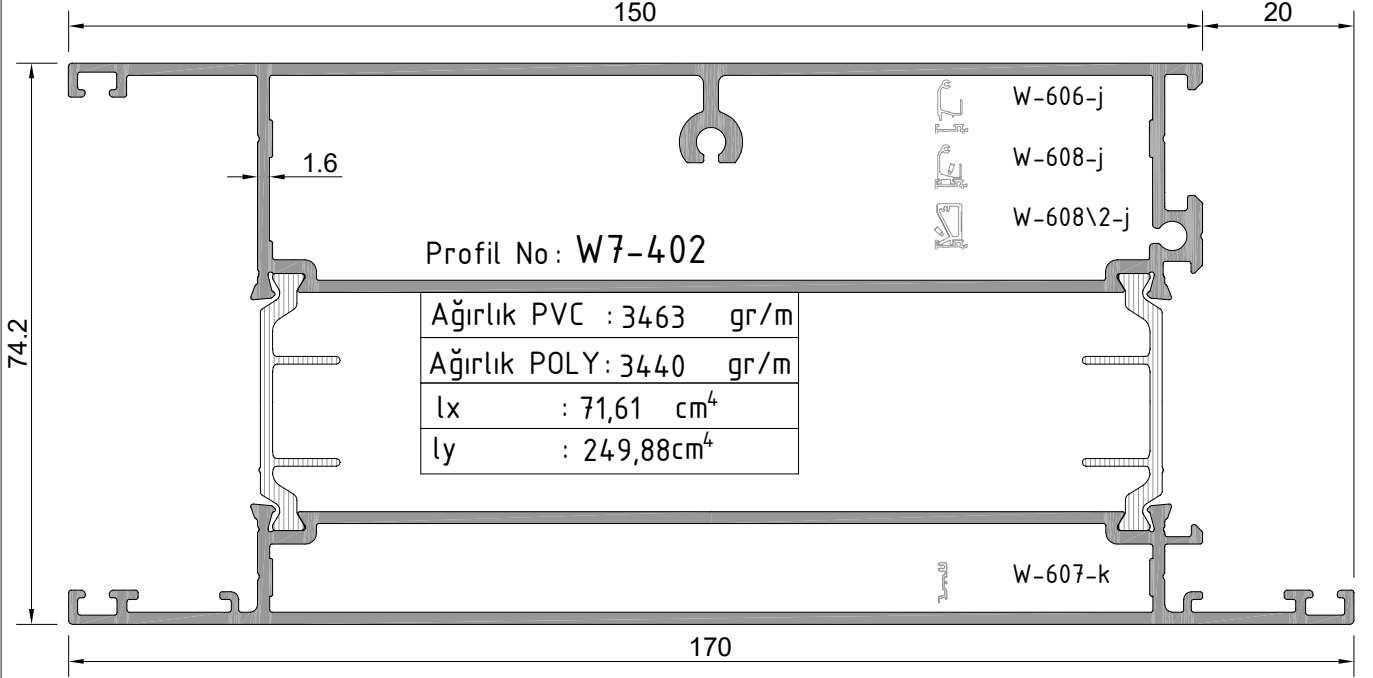 150
20
W-606-j
1.6
W-608-j
W-608\2-j
Profil No: W7-402
Ağırlık PVC : 3463 gr/m
Ağırlık POLY: 3440 gr/m
74.2
lx : 71,61 cm⁴
ly : 249,88cm⁴
W-607-k
170